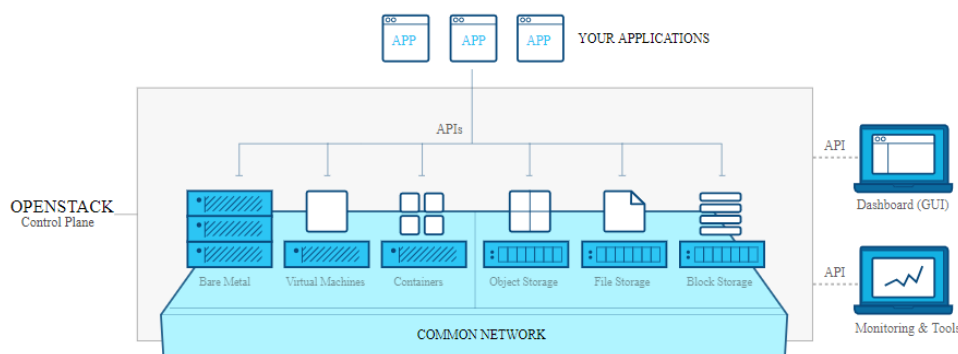 APP APP APP YOUR APPLICATIONS
APIs
API
Dashboard (GUI)
OPENSTACK
Control Plane
Bare Metal Virtual Machines Containers Object Storage File Storage Block Storage
API
Monitoring & Tools
COMMON NETWORK